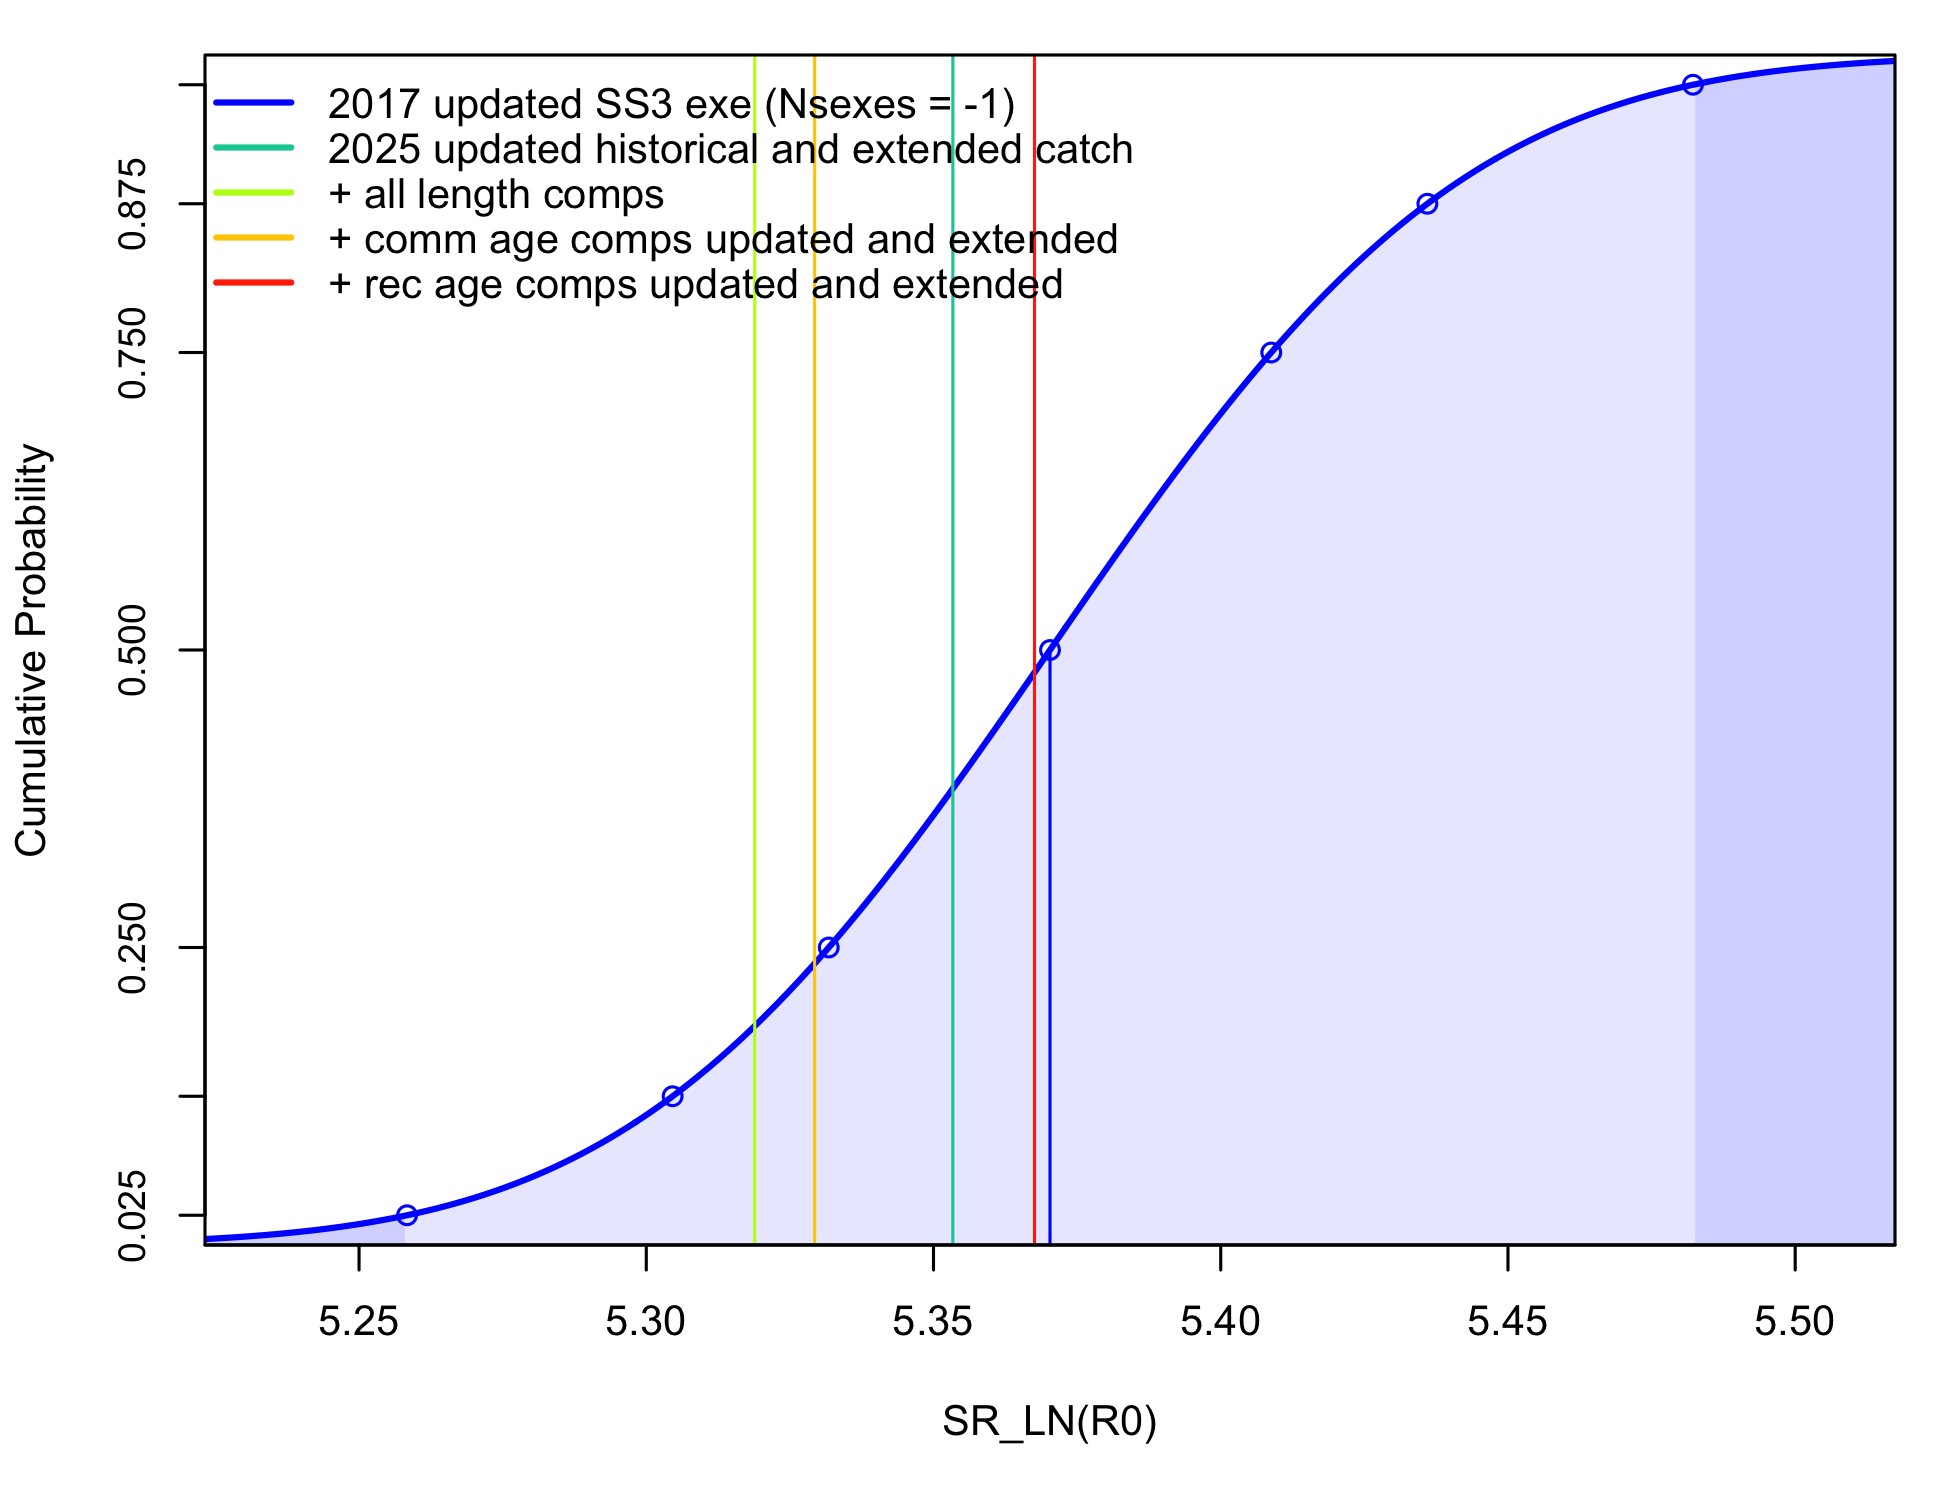 2017 updated SS3 exe (Nsexes = -1)
2025 updated historical and extended catch
+ all length comps
+ comm age comps updated and extended
+ rec age comps updated and extended
Cumulative Probability
0.875
0.750
0.500
0.250
0.025
5.25 5.30 5.35 5.40 5.45 5.50
SR_LN(R0)